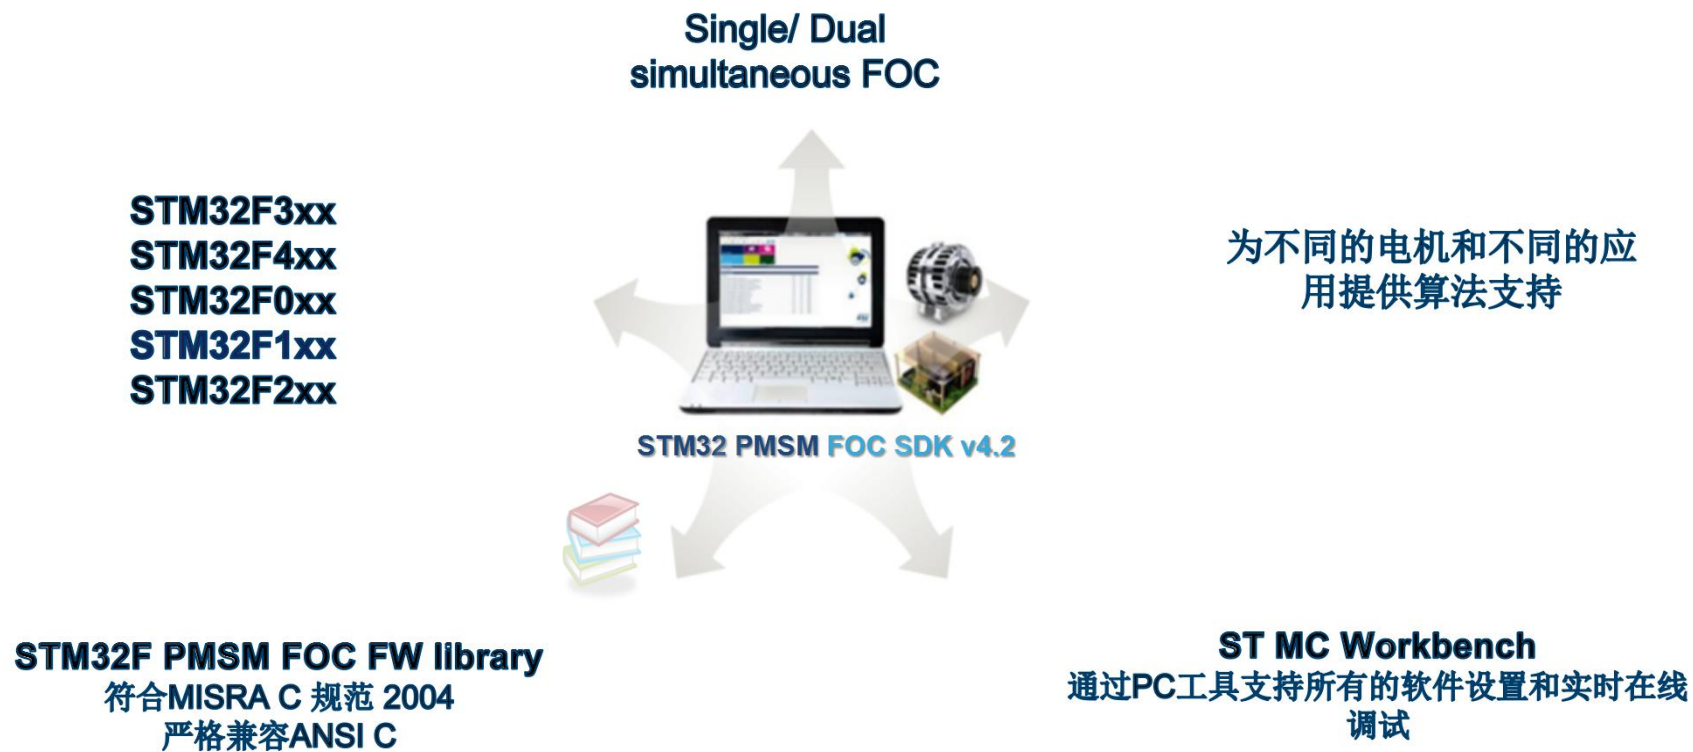 Single/ Dual
simultaneous FOC
STM32F3xx
STM32F4xx
STM32F0xx
STM32F1xx
STM32F2xx
为不同的电机和不同的应
用提供算法支持
STM32 PMSM FOC SDK v4.2
STM32F PMSM FOC FW library
符合MISRA C 规范 2004
严格兼容ANSI C
ST MC Workbench
通过PC工具支持所有的软件设置和实时在线
调试